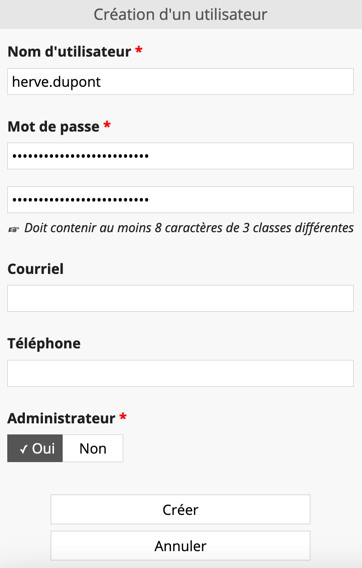 Création d'un utilisateur
Nom d'utilisateur *
herve.dupont
Mot de passe *
••••••••••••••••••••••••••
••••••••••••••••••••••••••
☞ Doit contenir au moins 8 caractères de 3 classes différentes
Courriel
Téléphone
Administrateur *
✓ Oui Non
Créer
Annuler